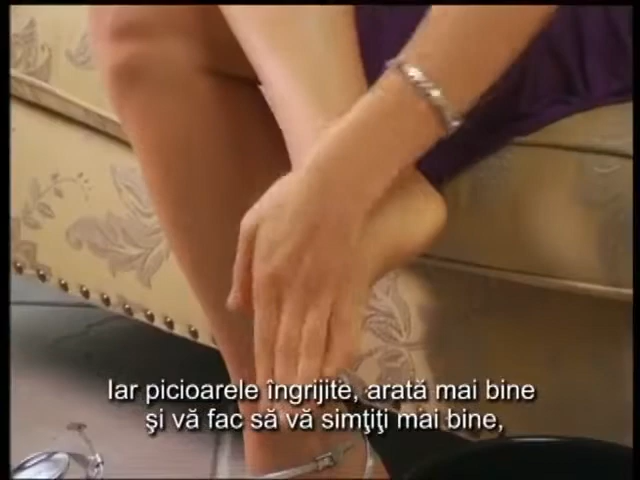 Iar picioarele îngrijite, arată mai bine
şi vă fac să vă simţiţi mai bine,